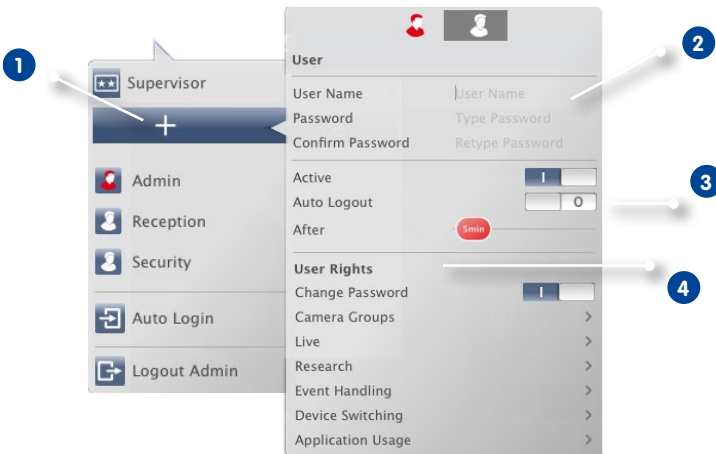 1
Supervisor
+
Admin
Reception
Security
Auto Login
Logout Admin
User
User Name User Name
Password Type Password
Confirm Password Retype Password
2
Active I
Auto Logout O
After 5min
3
User Rights
4
Change Password I
Camera Groups >
Live >
Research >
Event Handling >
Device Switching >
Application Usage >